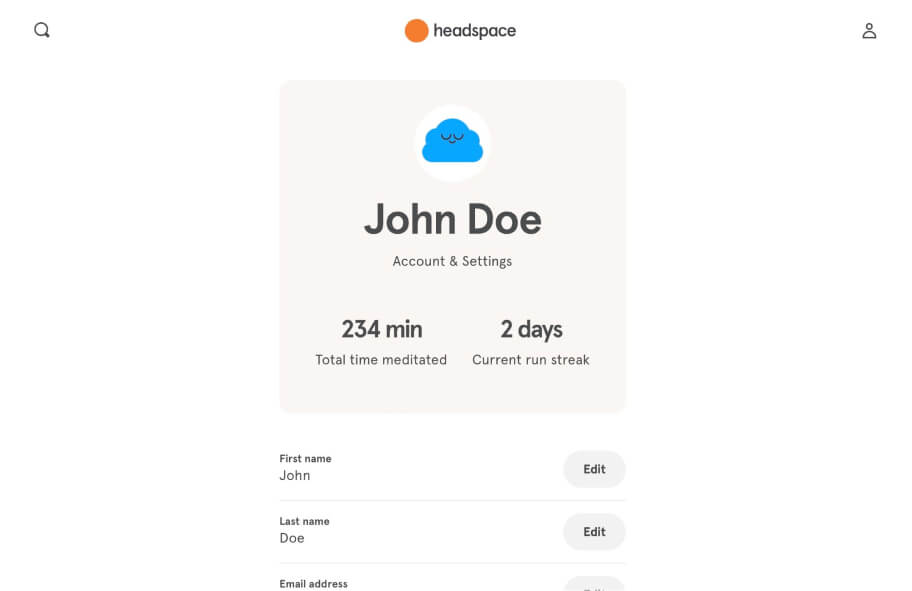 headspace
John Doe
Account & Settings
234 min
Total time meditated
2 days
Current run streak
First name
John
Edit
Last name
Doe
Edit
Email address